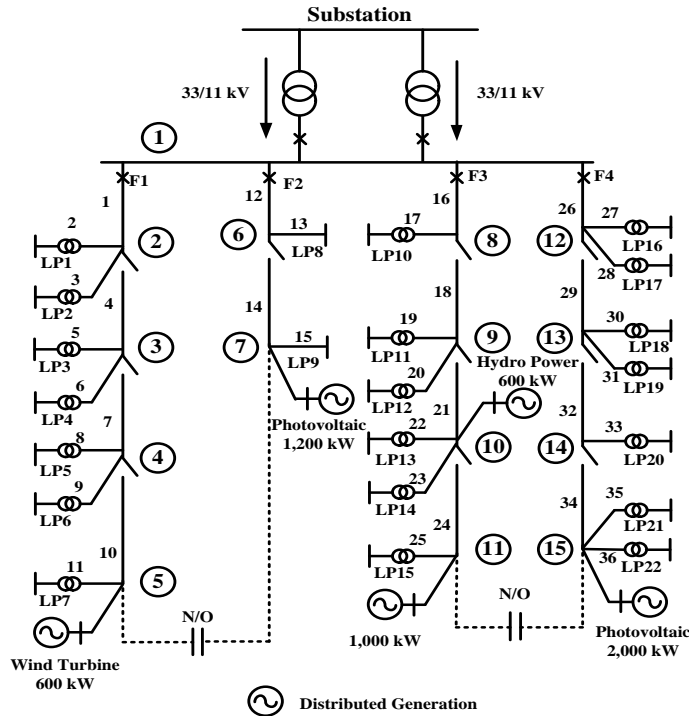 Substation
33/11 kV 33/11 kV
1
F1 F2 F3 F4
1 12 16 26
2 13 17 27
LP1 2 6 LP8 LP10 8 12 LP16
3 28
LP2 4 LP17
14 18 29
5 19 30
LP3 3 7 15 LP11 9 13 LP18
LP9 20 Hydro Power 31
6 600 kW
LP4 LP12 LP19
7 Photovoltaic 21 32
1,200 kW
8 22 33
LP5 4 LP13 10 14 LP20
9 23
LP6 LP14
10 24 34 35
LP21
11 25 36
LP7 5 LP15 11 15 LP22
N/O N/O
1,000 kW
Wind Turbine Photovoltaic
600 kW 2,000 kW
Distributed Generation